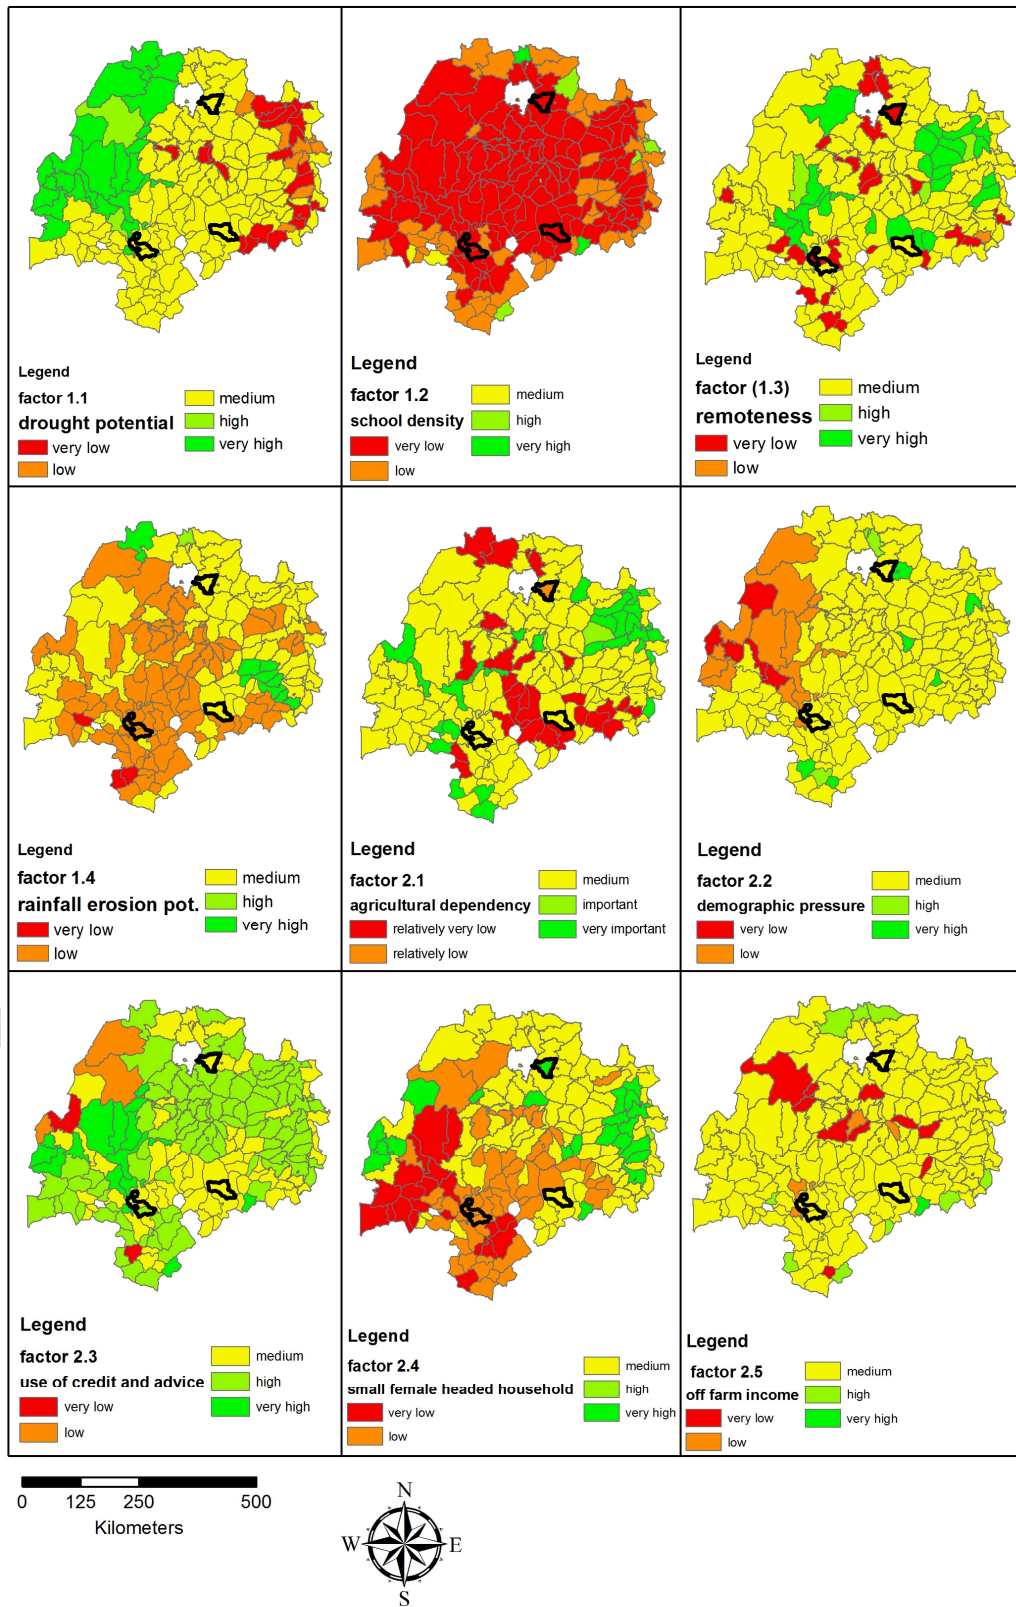 Legend
factor 1.1
drought potential
very low
low
medium
high
very high
Legend
factor 1.2
school density
very low
low
medium
high
very high
Legend
factor (1.3)
remoteness
very low
low
medium
high
very high
Legend
factor 1.4
rainfall erosion pot.
very low
low
medium
high
very high
Legend
factor 2.1
agricultural dependency
relatively very low
relatively low
medium
important
very important
Legend
factor 2.2
demographic pressure
very low
low
medium
high
very high
Legend
factor 2.3
use of credit and advice
very low
low
medium
high
very high
Legend
factor 2.4
small female headed household
very low
low
medium
high
very high
Legend
factor 2.5
off farm income
very low
low
medium
high
very high
0 125 250 500
Kilometers
N
W E
S